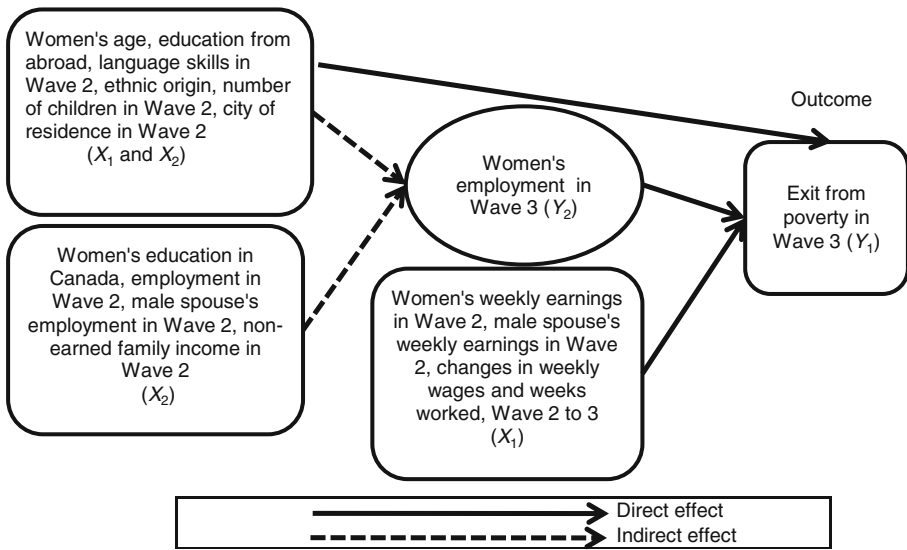 Women's age, education from
abroad, language skills in
Wave 2, ethnic origin, number
of children in Wave 2, city of
residence in Wave 2
(X₁ and X₂)
Outcome
Women's
employment in
Wave 3 (Y₂)
Exit from
poverty in
Wave 3 (Y₁)
Women's education in
Canada, employment in
Wave 2, male spouse's
employment in Wave 2, non-
earned family income in
Wave 2
(X₂)
Women's weekly earnings
in Wave 2, male spouse's
weekly earnings in Wave
2, changes in weekly
wages and weeks
worked, Wave 2 to 3
(X₁)
Direct effect
Indirect effect